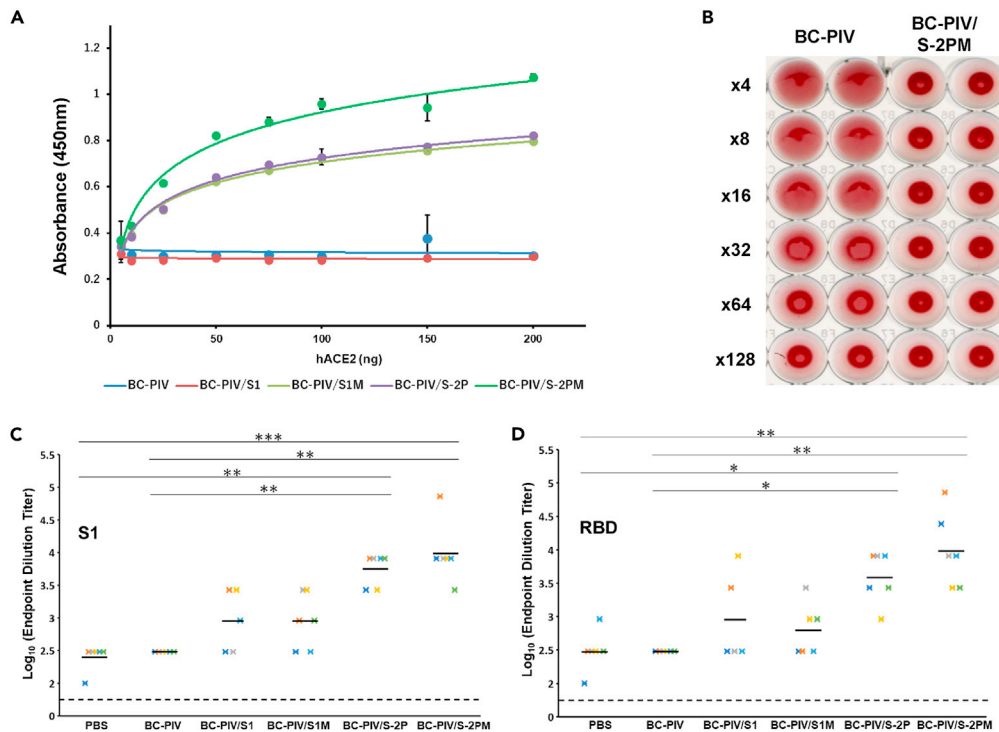 A
Absorbance (450nm)
1.2
1
0.8
0.6
0.4
0.2
0
0
50
100
150
200
hACE2 (ng)
BC-PIV BC-PIV/S1 BC-PIV/S1M BC-PIV/S-2P BC-PIV/S-2PM
B
BC-PIV
BC-PIV/
S-2PM
x4
x8
x16
x32
x64
x128
C
Log10 (Endpoint Dilution Titer)
5.5
5
4.5
4
3.5
3
2.5
2
S1
***
**
**
**
PBS BC-PIV BC-PIV/S1 BC-PIV/S1M BC-PIV/S-2P BC-PIV/S-2PM
D
Log10 (Endpoint Dilution Titer)
5.5
5
4.5
4
3.5
3
2.5
2
RBD
**
**
*
*
PBS BC-PIV BC-PIV/S1 BC-PIV/S1M BC-PIV/S-2P BC-PIV/S-2PM